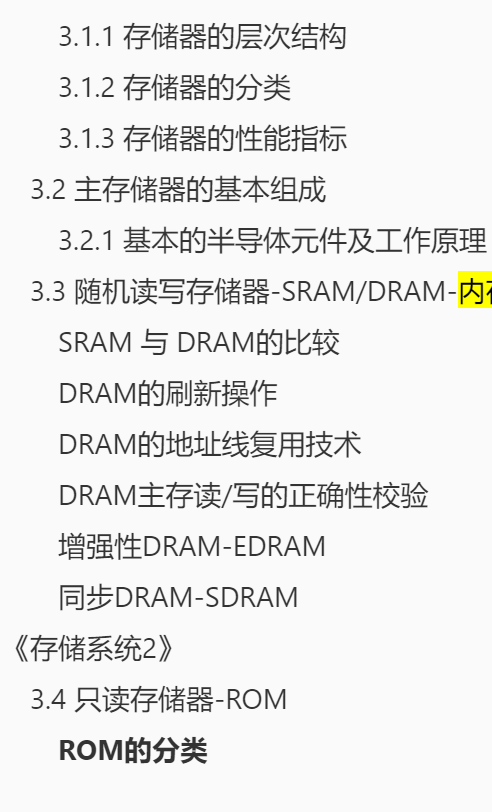 3.1.1 存储器的层次结构
3.1.2 存储器的分类
3.1.3 存储器的性能指标
3.2 主存储器的基本组成
3.2.1 基本的半导体元件及工作原理
3.3 随机读写存储器-SRAM/DRAM-内存
SRAM 与 DRAM的比较
DRAM的刷新操作
DRAM的地址线复用技术
DRAM主存读/写的正确性校验
增强性DRAM-EDRAM
同步DRAM-SDRAM
《存储系统2》
3.4 只读存储器-ROM
ROM的分类